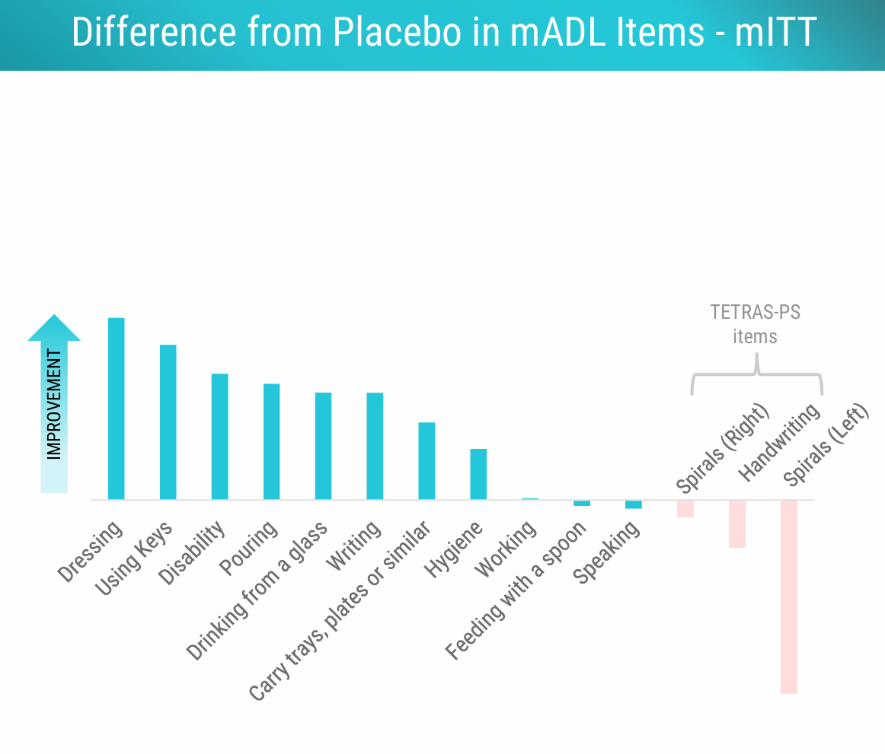 Difference from Placebo in mADL Items - mITT
IMPROVEMENT
TETRAS-PS
items
Dressing
Using Keys
Disability
Pouring
Drinking from a glass
Writing
Carry trays, plates or similar
Hygiene
Working
Feeding with a spoon
Speaking
Spirals (Right)
Handwriting
Spirals (Left)